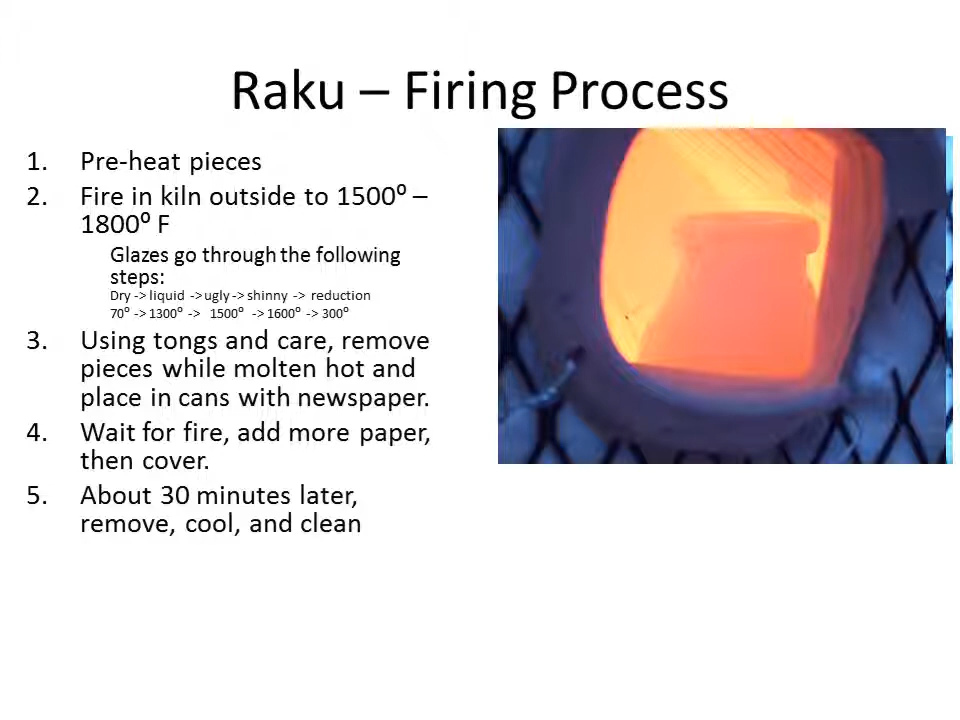 Raku – Firing Process
1. Pre-heat pieces
2. Fire in kiln outside to 1500⁰ –
1800⁰ F
Glazes go through the following
steps:
Dry -> liquid -> ugly -> shinny -> reduction
70⁰ -> 1300⁰ -> 1500⁰ -> 1600⁰ -> 300⁰
3. Using tongs and care, remove
pieces while molten hot and
place in cans with newspaper.
4. Wait for fire, add more paper,
then cover.
5. About 30 minutes later,
remove, cool, and clean